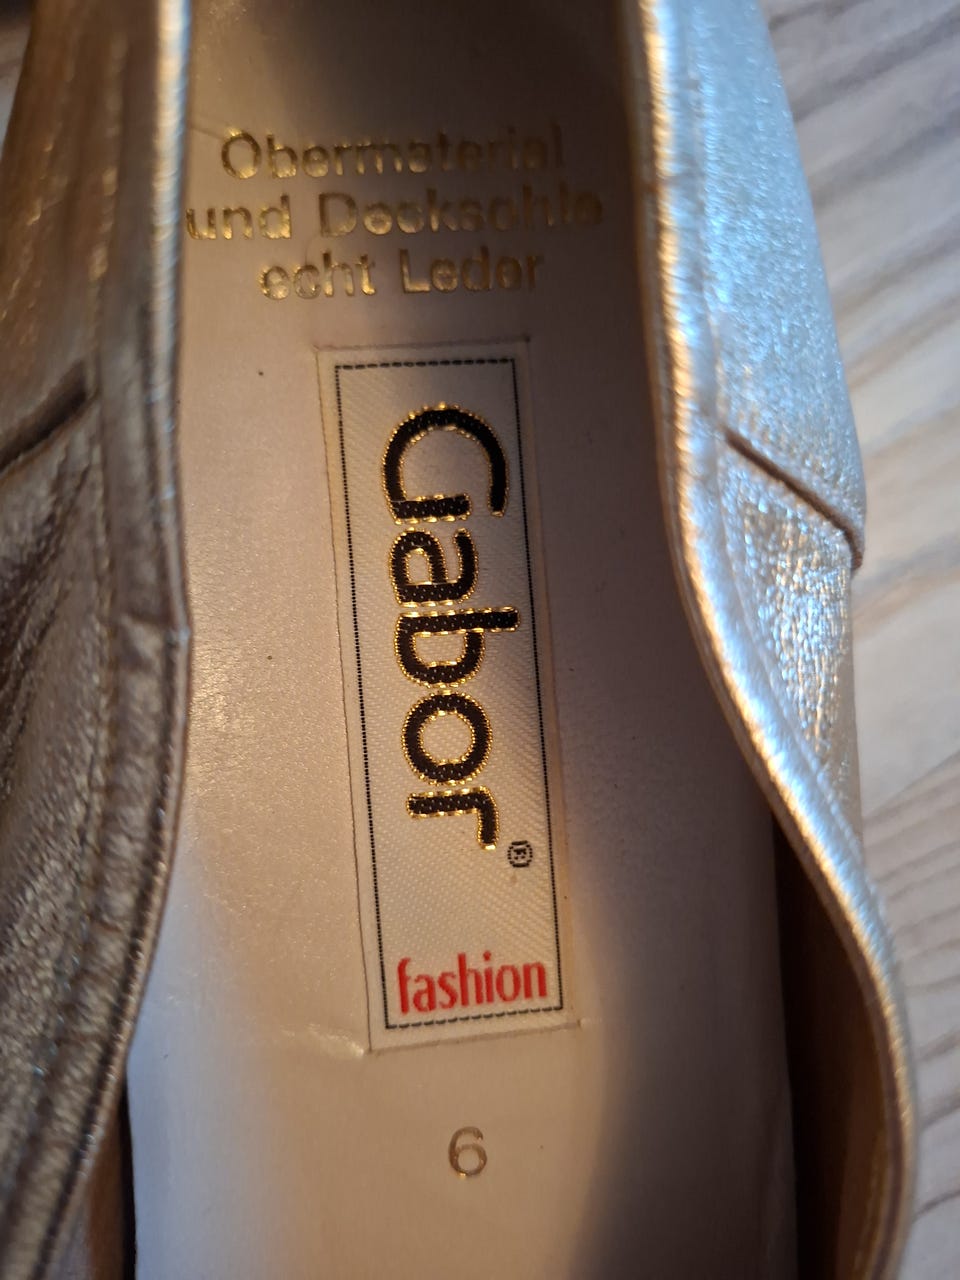 Obermaterial
und Decksohle
echt Leder
Gabor®
fashion
6